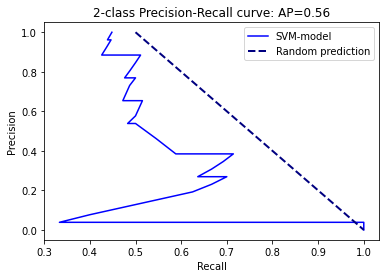 2-class Precision-Recall curve: AP=0.56
SVM-model
Random prediction
Precision
1.0
0.8
0.6
0.4
0.2
0.0
0.3 0.4 0.5 0.6 0.7 0.8 0.9 1.0
Recall